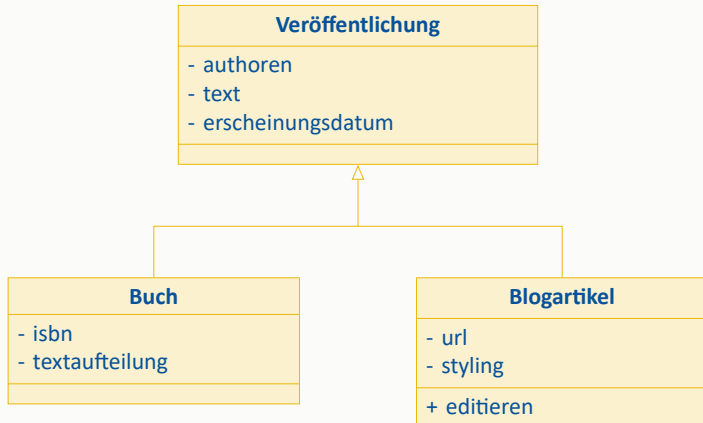 Veröffentlichung
- authoren
- text
- erscheinungsdatum
Buch
- isbn
- textaufteilung
Blogartikel
- url
- styling
+ editieren